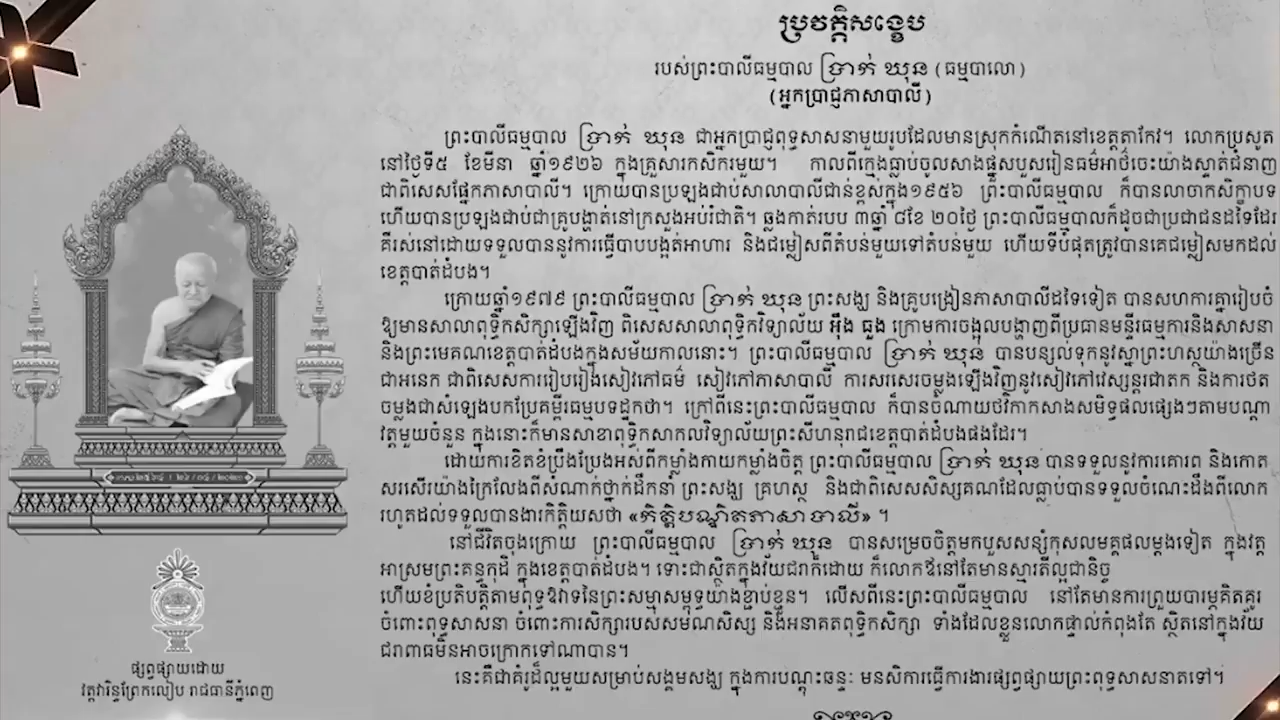 ប្រវត្តិសង្ខេប
របស់ព្រះបាលីធម្មបាល ប៉ាក់ ឃុន (ធម្មបាលោ)
(អ្នកប្រាជ្ញភាសាបាលី)
ព្រះបាលីធម្មបាល ប៉ាក់ ឃុន ជាអ្នកប្រាជ្ញពុទ្ធសាសនាមួយរូបដែលមានស្រុកកំណើតនៅខេត្តតាកែវ។ លោកប្រសូត
នៅថ្ងៃទី៥ ខែមីនា ឆ្នាំ១៩២៦ ក្នុងគ្រួសារកសិករមួយ។ កាលពីក្មេងធ្លាប់ចូលសាងផ្នួសបួសរៀនធម៌អាថ៌ចេះយ៉ាងស្ទាត់ជំនាញ
ជាពិសេសផ្នែកភាសាបាលី។ ក្រោយបានប្រឡងជាប់សាលាបាលីជាន់ខ្ពស់ក្នុង១៩៥៦ ព្រះបាលីធម្មបាល ក៏បានលាចាកសិក្ខាបទ
ហើយបានប្រឡងជាប់ជាគ្រូបង្ហាត់នៅក្រសួងអប់រំជាតិ។ ឆ្លងកាត់របប ៣ឆ្នាំ ៨ខែ ២០ថ្ងៃ ព្រះបាលីធម្មបាលក៏ដូចជាប្រជាជនដទៃដែរ
គឺរស់នៅដោយទទួលបាននូវការធ្វើបាបបង្អត់អាហារ និងជម្លៀសពីតំបន់មួយទៅតំបន់មួយ ហើយទីបំផុតត្រូវបានគេជម្លៀសមកដល់
ខេត្តបាត់ដំបង។
ក្រោយឆ្នាំ១៩៧៩ ព្រះបាលីធម្មបាល ប៉ាក់ ឃុន ព្រះសង្ឃ និងគ្រូបង្រៀនភាសាបាលីដទៃទៀត បានសហការគ្នារៀបចំ
ឱ្យមានសាលាពុទ្ធិកសិក្សាឡើងវិញ ពិសេសសាលាពុទ្ធិកវិទ្យាល័យ អ៊ឹង ធួង ក្រោមការចង្អុលបង្ហាញពីប្រធានមន្ទីរធម្មការនិងសាសនា
និងព្រះមេគណខេត្តបាត់ដំបងក្នុងសម័យកាលនោះ។ ព្រះបាលីធម្មបាល ប៉ាក់ ឃុន បានបន្សល់ទុកនូវស្នាព្រះហស្តយ៉ាងច្រើន
ជាអនេក ជាពិសេសការរៀបរៀងសៀវភៅធម៌ សៀវភៅភាសាបាលី ការសរសេរចម្លងឡើងវិញនូវសៀវភៅវេស្សន្តរជាតក និងការថត
ចម្លងជាសំឡេងបកប្រែគម្ពីរធម្មបទដ្ឋកថា។ ក្រៅពីនេះព្រះបាលីធម្មបាល ក៏បានចំណាយថវិកាកសាងសមិទ្ធផលផ្សេងៗតាមបណ្តា
វត្តមួយចំនួន ក្នុងនោះក៏មានសាខាពុទ្ធិកសាកលវិទ្យាល័យព្រះសីហនុរាជខេត្តបាត់ដំបងផងដែរ។
ដោយការខិតខំប្រឹងប្រែងអស់ពីកម្លាំងកាយកម្លាំងចិត្ត ព្រះបាលីធម្មបាល ប៉ាក់ ឃុន បានទទួលនូវការគោរព និងកោត
សរសើរយ៉ាងក្រៃលែងពីសំណាក់ថ្នាក់ដឹកនាំ ព្រះសង្ឃ គ្រហស្ថ និងជាពិសេសសិស្សគណដែលធ្លាប់បានទទួលចំណេះដឹងពីលោក
រហូតដល់ទទួលបានងារកិត្តិយសថា «កិត្តិបណ្ឌិតភាសាបាលី» ។
នៅជីវិតចុងក្រោយ ព្រះបាលីធម្មបាល ប៉ាក់ ឃុន បានសម្រេចចិត្តមកបួសសន្សំកុសលមគ្គផលម្តងទៀត ក្នុងវត្ត
អាស្រមព្រះគន្ធកុដិ ក្នុងខេត្តបាត់ដំបង។ ទោះជាស្ថិតក្នុងវ័យជរាក៏ដោយ ក៏លោកឪនៅតែមានស្មារតីល្អជានិច្ច
ហើយខំប្រតិបត្តិតាមពុទ្ធឱវាទនៃព្រះសម្មាសម្ពុទ្ធយ៉ាងខ្ជាប់ខ្ជួន។ លើសពីនេះព្រះបាលីធម្មបាល នៅតែមានការព្រួយបារម្ភគិតគូរ
ចំពោះពុទ្ធសាសនា ចំពោះការសិក្សារបស់សមណសិស្ស និងអនាគតពុទ្ធិកសិក្សា ទាំងដែលខ្លួនលោកផ្ទាល់កំពុងតែ ស្ថិតនៅក្នុងវ័យ
ជរាពាធមិនអាចក្រោកទៅណាបាន។
នេះគឺជាគំរូដ៏ល្អមួយសម្រាប់សង្គមសង្ឃ ក្នុងការបណ្តុះឆន្ទៈ មនសិការធ្វើការងារផ្សព្វផ្សាយព្រះពុទ្ធសាសនាតទៅ។
ផ្សព្វផ្សាយដោយ
វត្តវារិន្ទព្រែកលៀប រាជធានីភ្នំពេញ